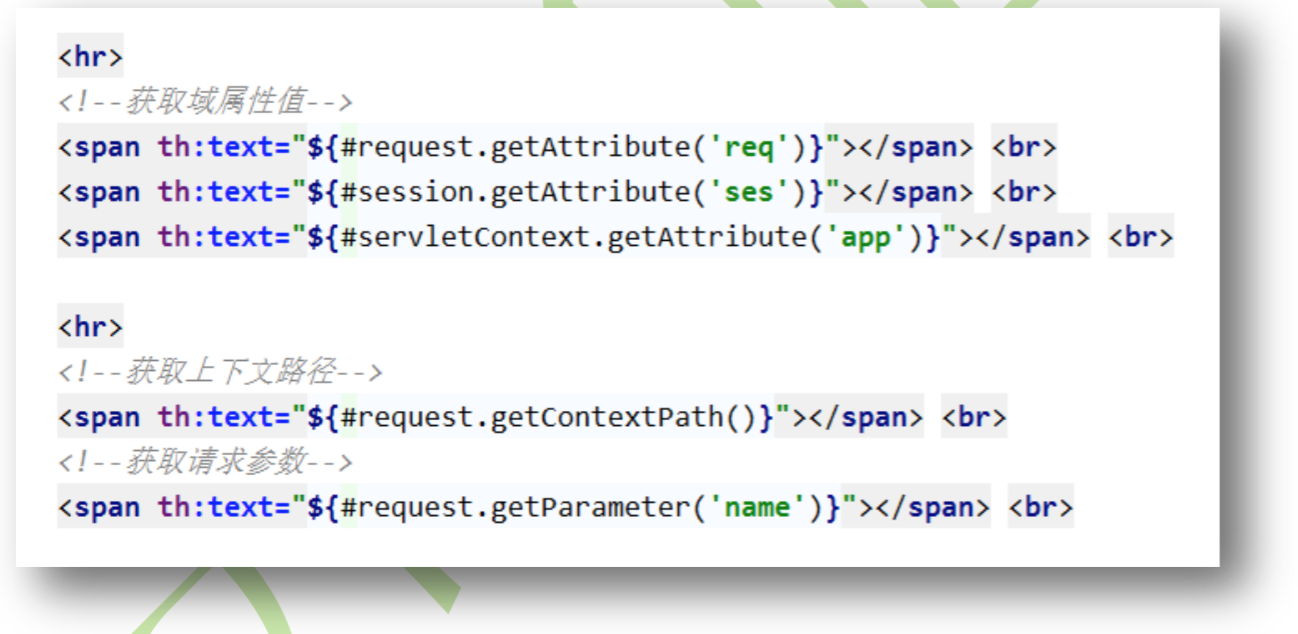 <hr>
<!--获取域属性值-->
<span th:text="${#request.getAttribute('req')}"></span> <br>
<span th:text="${#session.getAttribute('ses')}"></span> <br>
<span th:text="${#servletContext.getAttribute('app')}"></span> <br>
<hr>
<!--获取上下文路径-->
<span th:text="${#request.getContextPath()}"></span> <br>
<!--获取请求参数-->
<span th:text="${#request.getParameter('name')}"></span> <br>